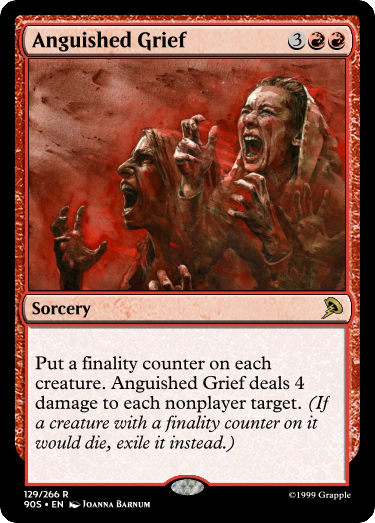 Anguished Grief 3
Sorcery
Put a finality counter on each
creature. Anguished Grief deals 4
damage to each nonplayer target. (If
a creature with a finality counter on it
would die, exile it instead.)
129/266 R
90S • EN Joanna Barnum
©1999 Grapple